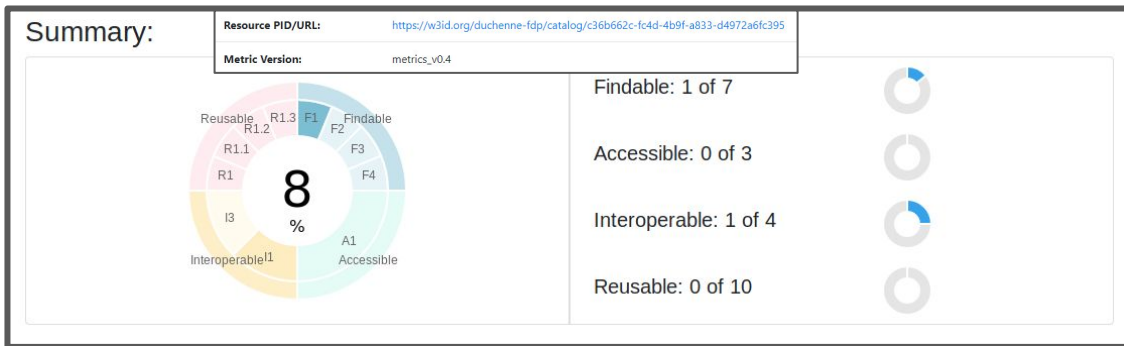 Summary:
Resource PID/URL: https://w3id.org/duchenne-fdp/catalog/c36b662c-fc4d-4b9f-a833-d4972a6fc395
Metric Version: metrics_v0.4
Reusable
Findable
R1.3
F1
R1.2
F2
R1.1
F3
R1
F4
8
%
I3
A1
Interoperable
I1
Accessible
Findable: 1 of 7
Accessible: 0 of 3
Interoperable: 1 of 4
Reusable: 0 of 10